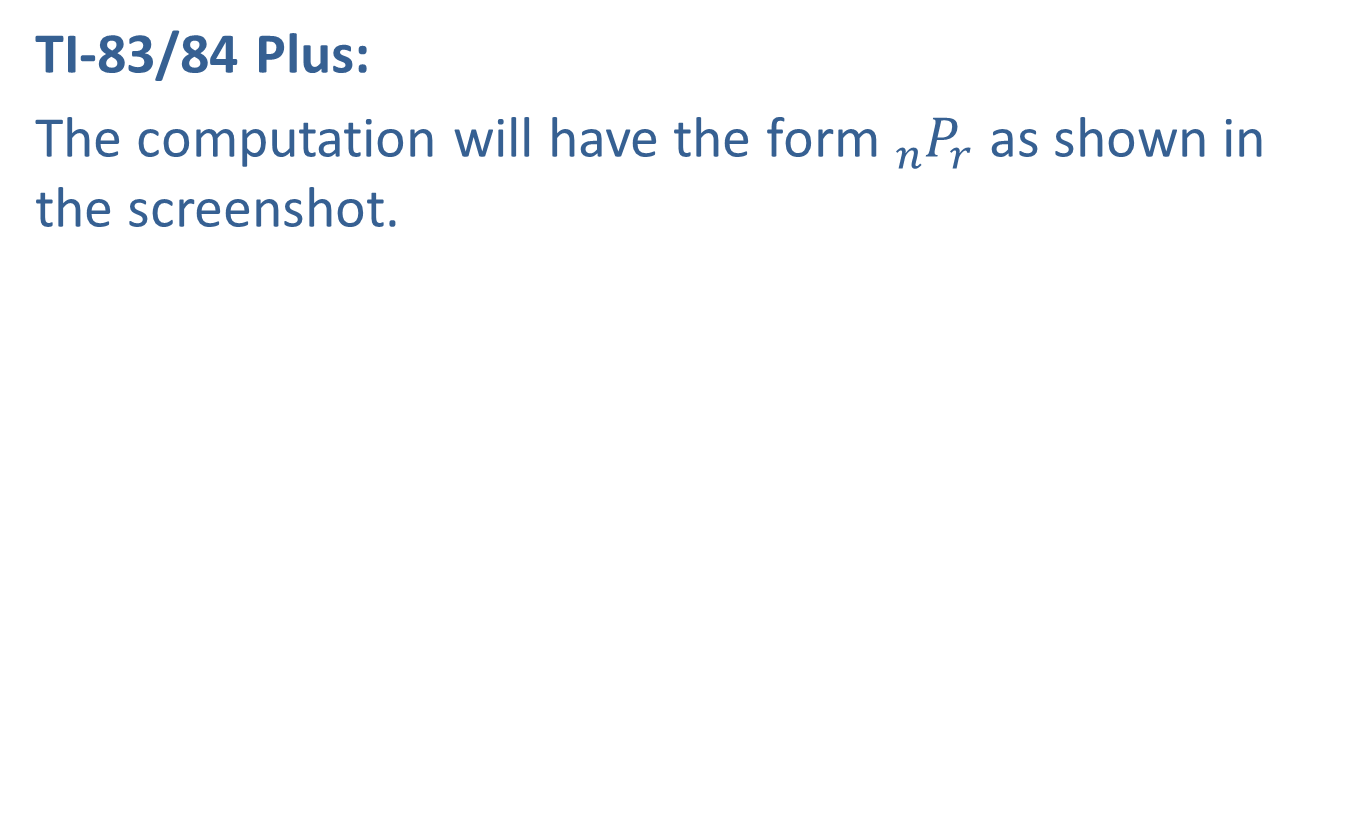 TI-83/84 Plus:
The computation will have the form ₙPᵣ as shown in
the screenshot.